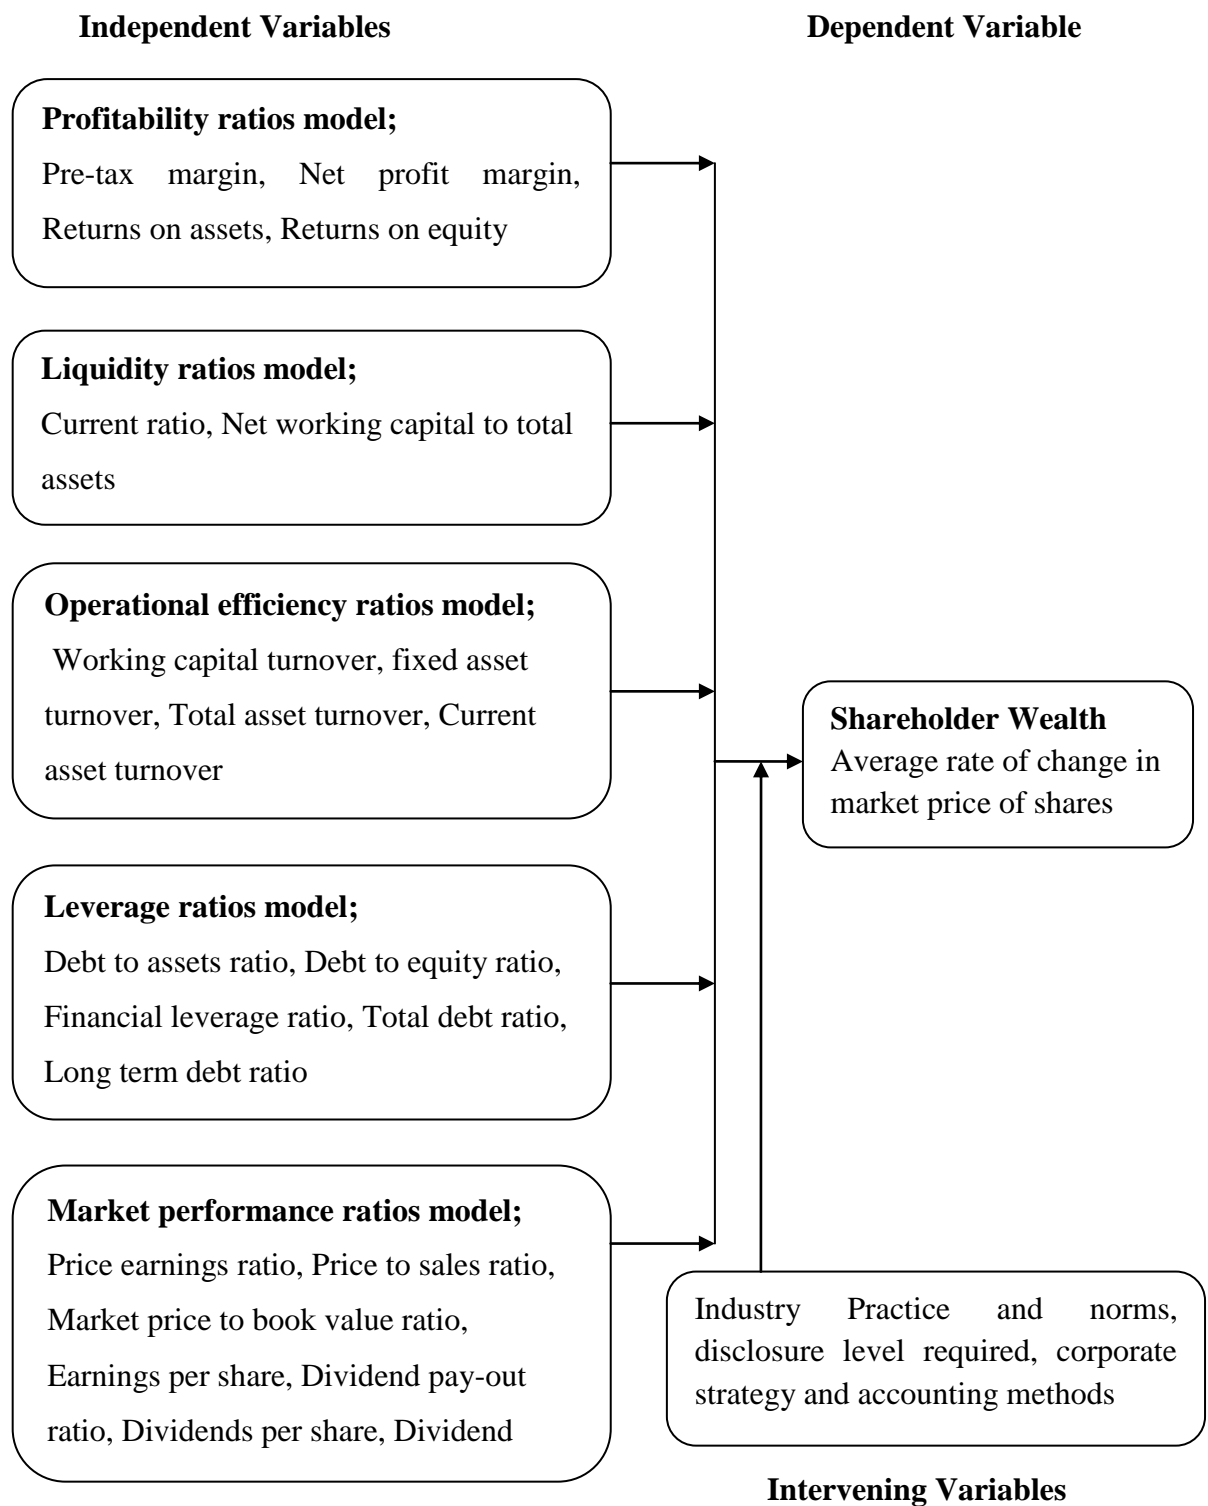 Independent Variables
Dependent Variable
Profitability ratios model;
Pre-tax margin, Net profit margin,
Returns on assets, Returns on equity
Liquidity ratios model;
Current ratio, Net working capital to total
assets
Operational efficiency ratios model;
Working capital turnover, fixed asset
turnover, Total asset turnover, Current
asset turnover
Shareholder Wealth
Average rate of change in
market price of shares
Leverage ratios model;
Debt to assets ratio, Debt to equity ratio,
Financial leverage ratio, Total debt ratio,
Long term debt ratio
Market performance ratios model;
Price earnings ratio, Price to sales ratio,
Market price to book value ratio,
Earnings per share, Dividend pay-out
ratio, Dividends per share, Dividend
Industry Practice and norms,
disclosure level required, corporate
strategy and accounting methods
Intervening Variables